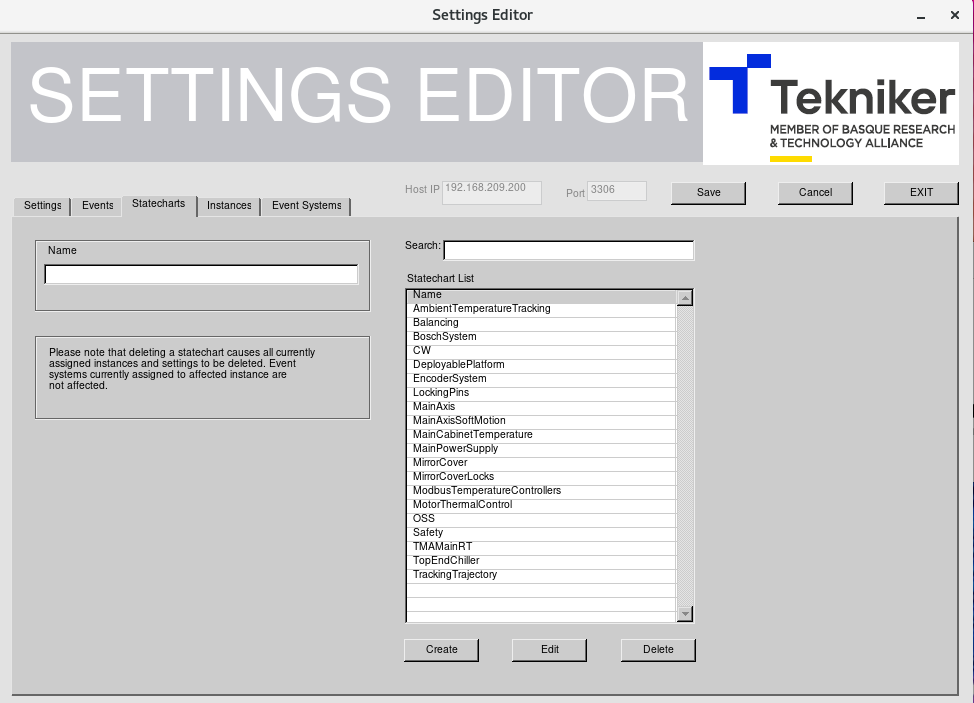 Settings Editor
SETTINGS EDITOR
Tekniker
MEMBER OF BASQUE RESEARCH
& TECHNOLOGY ALLIANCE
Host IP 192.168.209.200 Port 3306 Save Cancel EXIT
Settings Events Statecharts Instances Event Systems
Name
Please note that deleting a statechart causes all currently
assigned instances and settings to be deleted. Event
systems currently assigned to affected instance are
not affected.
Search:
Statechart List
Name
AmbientTemperatureTracking
Balancing
BoschSystem
CW
DeployablePlatform
EncoderSystem
LockingPins
MainAxis
MainAxisSoftMotion
MainCabinetTemperature
MainPowerSupply
MirrorCover
MirrorCoverLocks
ModbusTemperatureControllers
MotorThermalControl
OSS
Safety
TMAMainRT
TopEndChiller
TrackingTrajectory
Create Edit Delete